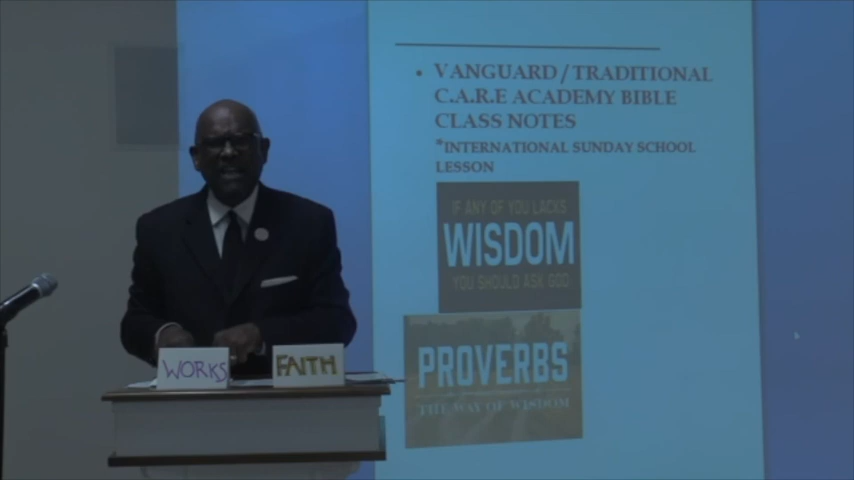 • VANGUARD / TRADITIONAL
C.A.R.E ACADEMY BIBLE
CLASS NOTES
*INTERNATIONAL SUNDAY SCHOOL
LESSON
IF ANY OF YOU LACKS
WISDOM
YOU SHOULD ASK GOD
PROVERBS
THE WAY OF WISDOM
WORKS
FAITH